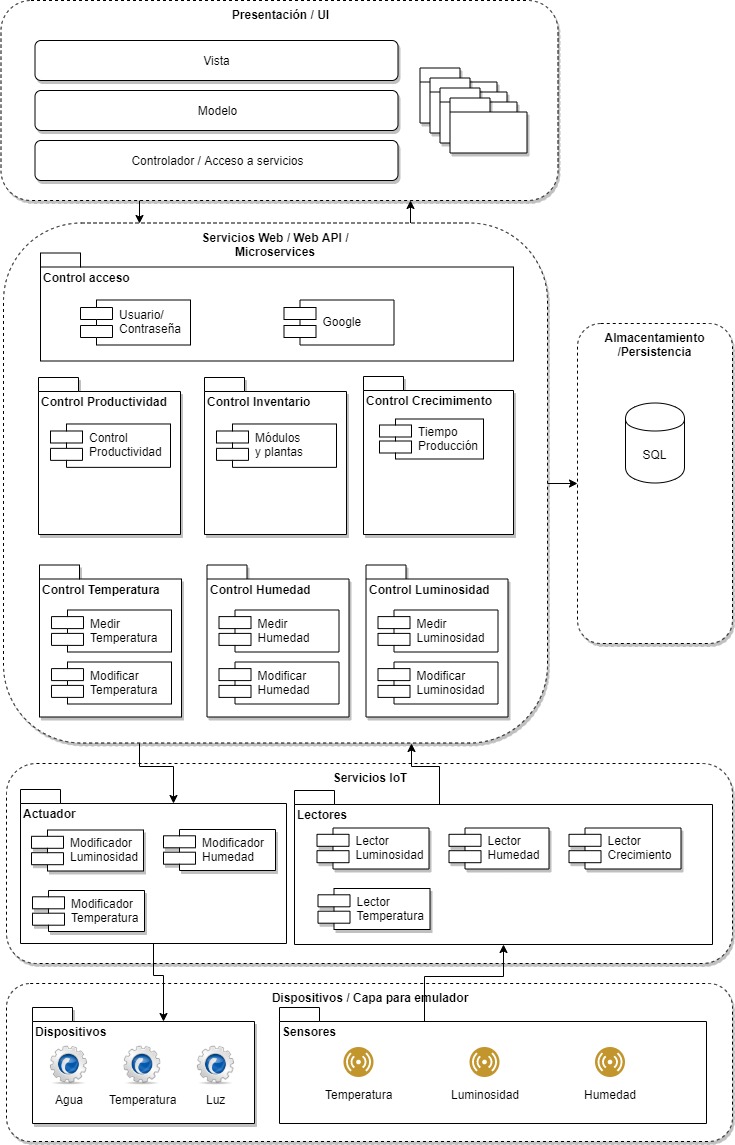 Presentación / UI
Vista
Modelo
Controlador / Acceso a servicios
Servicios Web / Web API /
Microservices
Control acceso
Usuario/
Contraseña
Google
Control Productividad
Control
Productividad
Control Inventario
Módulos
y plantas
Control Crecimimento
Tiempo
Producción
Control Temperatura
Medir
Temperatura
Modificar
Temperatura
Control Humedad
Medir
Humedad
Modificar
Humedad
Control Luminosidad
Medir
Luminosidad
Modificar
Luminosidad
Almacentamiento
/Persistencia
SQL
Servicios IoT
Actuador
Modificador
Luminosidad
Modificador
Humedad
Modificador
Temperatura
Lectores
Lector
Luminosidad
Lector
Humedad
Lector
Crecimiento
Lector
Temperatura
Dispositivos / Capa para emulador
Dispositivos
Agua
Temperatura
Luz
Sensores
Temperatura
Luminosidad
Humedad